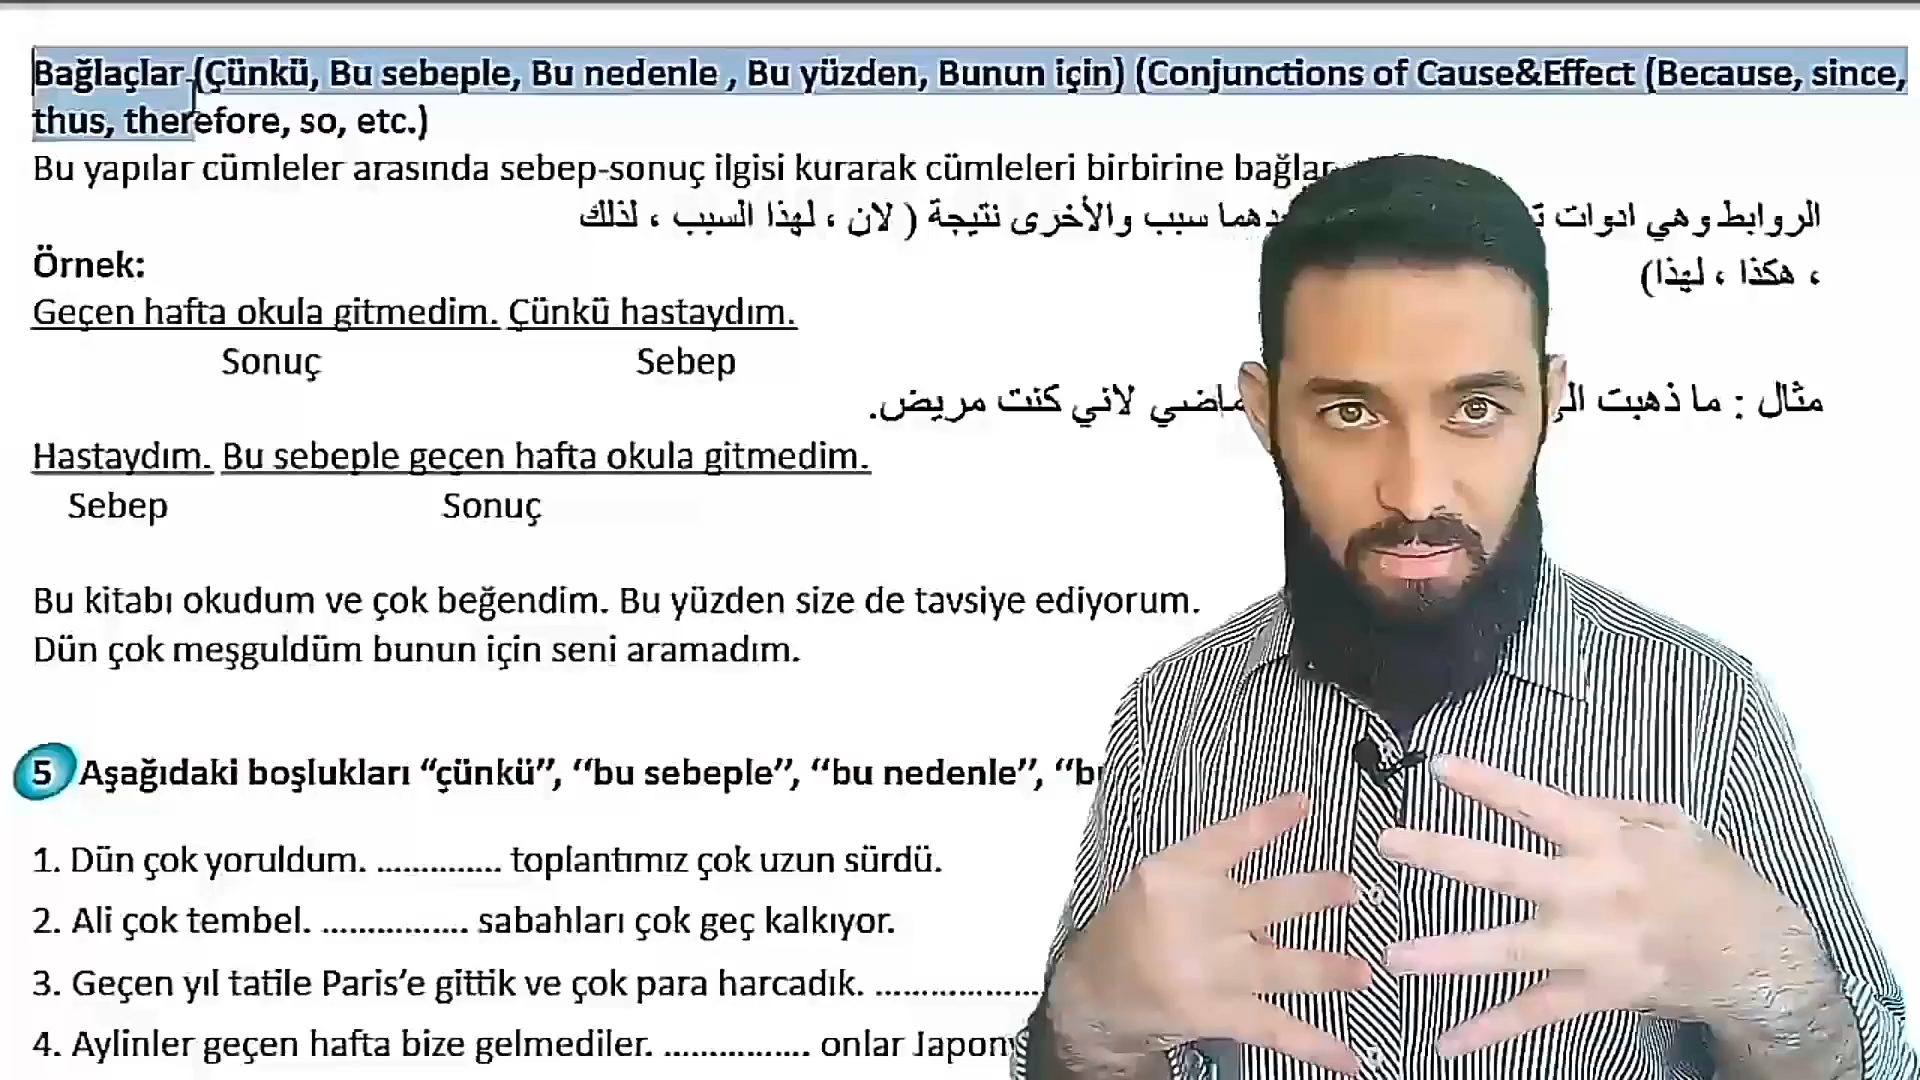 Bağlaçlar (Çünkü, Bu sebeple, Bu nedenle , Bu yüzden, Bunun için) (Conjunctions of Cause&Effect (Because, since,
thus, therefore, so, etc.)
Bu yapılar cümleler arasında sebep-sonuç ilgisi kurarak cümleleri birbirine bağlar
الروابط وهي ادوات سبب والأخرى نتيجة ( لان ، لهذا السبب ، لذلك
، هكذا ، لهذا)
Örnek:
Geçen hafta okula gitmedim. Çünkü hastaydım.
Sonuç Sebep
مثال : ما ذهبت لاني كنت مريض.
Hastaydım. Bu sebeple geçen hafta okula gitmedim.
Sebep Sonuç
Bu kitabı okudum ve çok beğendim. Bu yüzden size de tavsiye ediyorum.
Dün çok meşguldüm bunun için seni aramadım.
5 Aşağıdaki boşlukları “çünkü”, ‘‘bu sebeple”, ‘‘bu nedenle”,
1. Dün çok yoruldum. .............. toplantımız çok uzun sürdü.
2. Ali çok tembel. ................ sabahları çok geç kalkıyor.
3. Geçen yıl tatile Paris’e gittik ve çok para harcadık. ..................
4. Aylinler geçen hafta bize gelmediler. ................ onlar